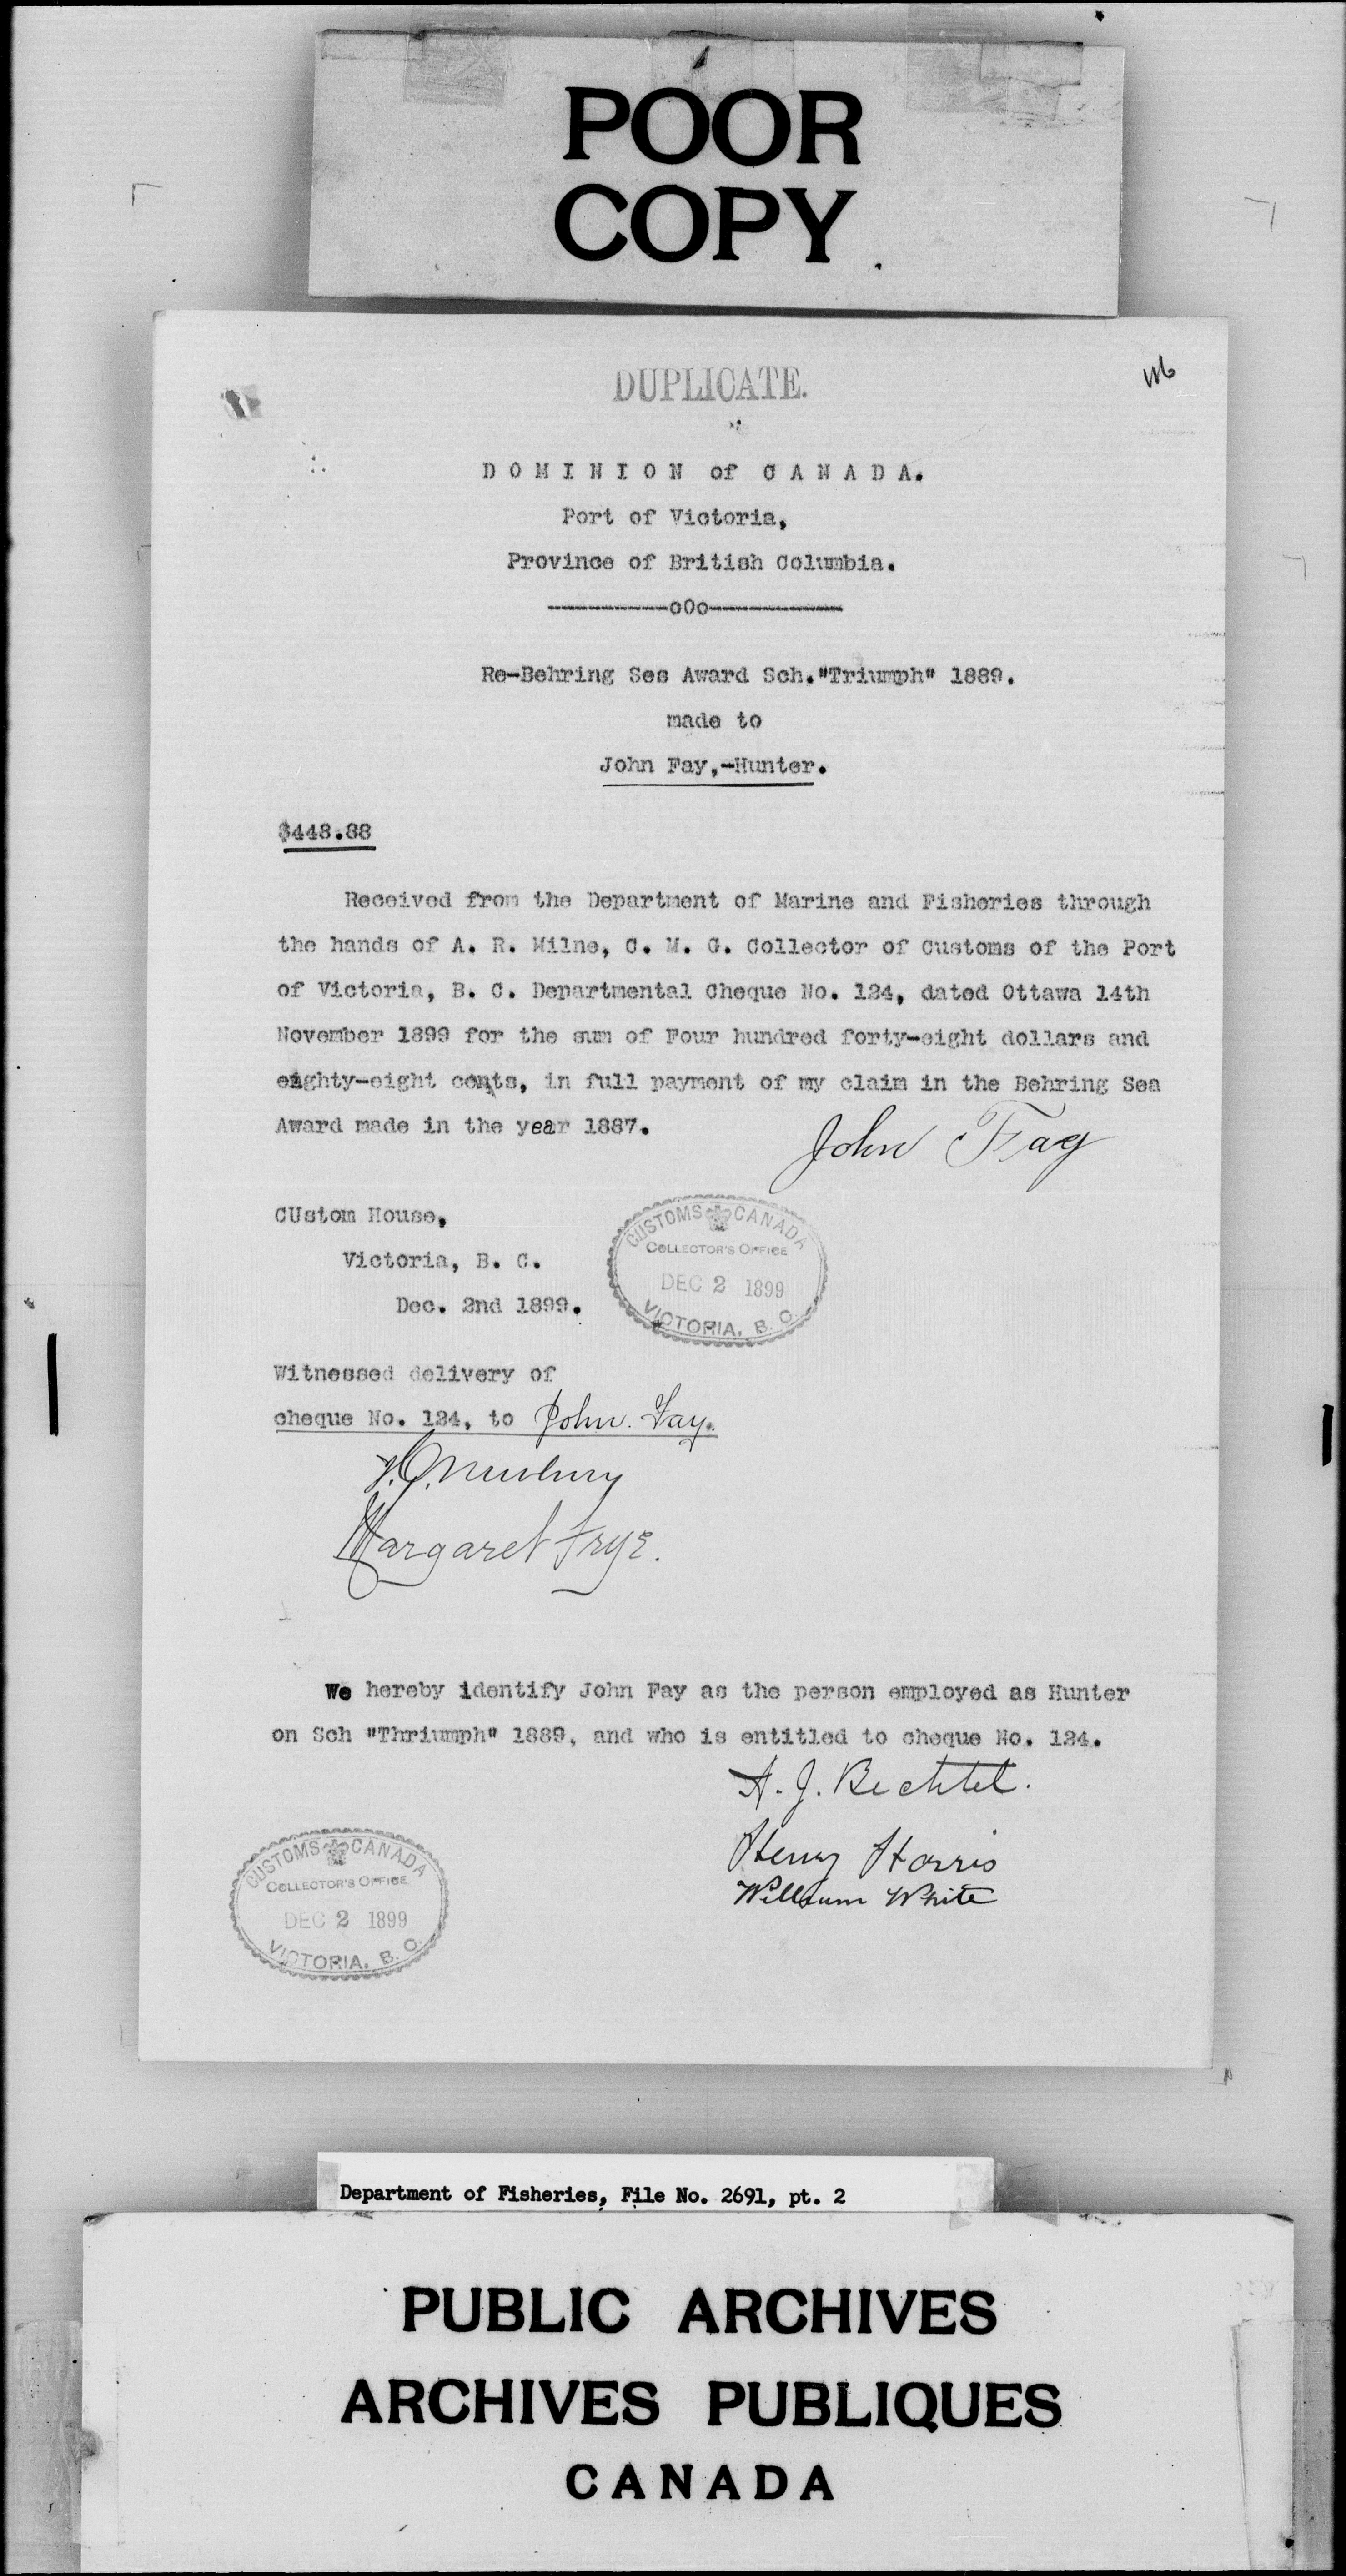 POOR
COPY
DUPLICATE.
DOMINION of CANADA.
Port of Victoria,
Province of British Columbia.
----------oOo----------
Re-Behring Sea Award Sch."Triumph" 1889.
made to
John Fay,-Hunter.
$448.88
Received from the Department of Marine and Fisheries through
the hands of A. R. Milne, C. M. G. Collector of Customs of the Port
of Victoria, B. C. Departmental Cheque No. 124, dated Ottawa 14th
November 1899 for the sum of Four hundred forty-eight dollars and
eighty-eight cents, in full payment of my claim in the Behring Sea
Award made in the year 1887.
John Fay
CUstom House,
CUSTOMS CANADA
COLLECTOR'S OFFICE
Victoria, B. C.
DEC 2 1899
Dec. 2nd 1899.
VICTORIA, B. C.
Witnessed delivery of
cheque No. 124, to John. Fay.
Margaret Frye.
We hereby identify John Fay as the person employed as Hunter
on Sch "Thriumph" 1889, and who is entitled to cheque No. 124.
A. J. Bechtel.
Henry Harris
William White
CUSTOMS CANADA
COLLECTOR'S OFFICE
DEC 2 1899
VICTORIA, B. C.
Department of Fisheries, File No. 2691, pt. 2
PUBLIC ARCHIVES
ARCHIVES PUBLIQUES
CANADA